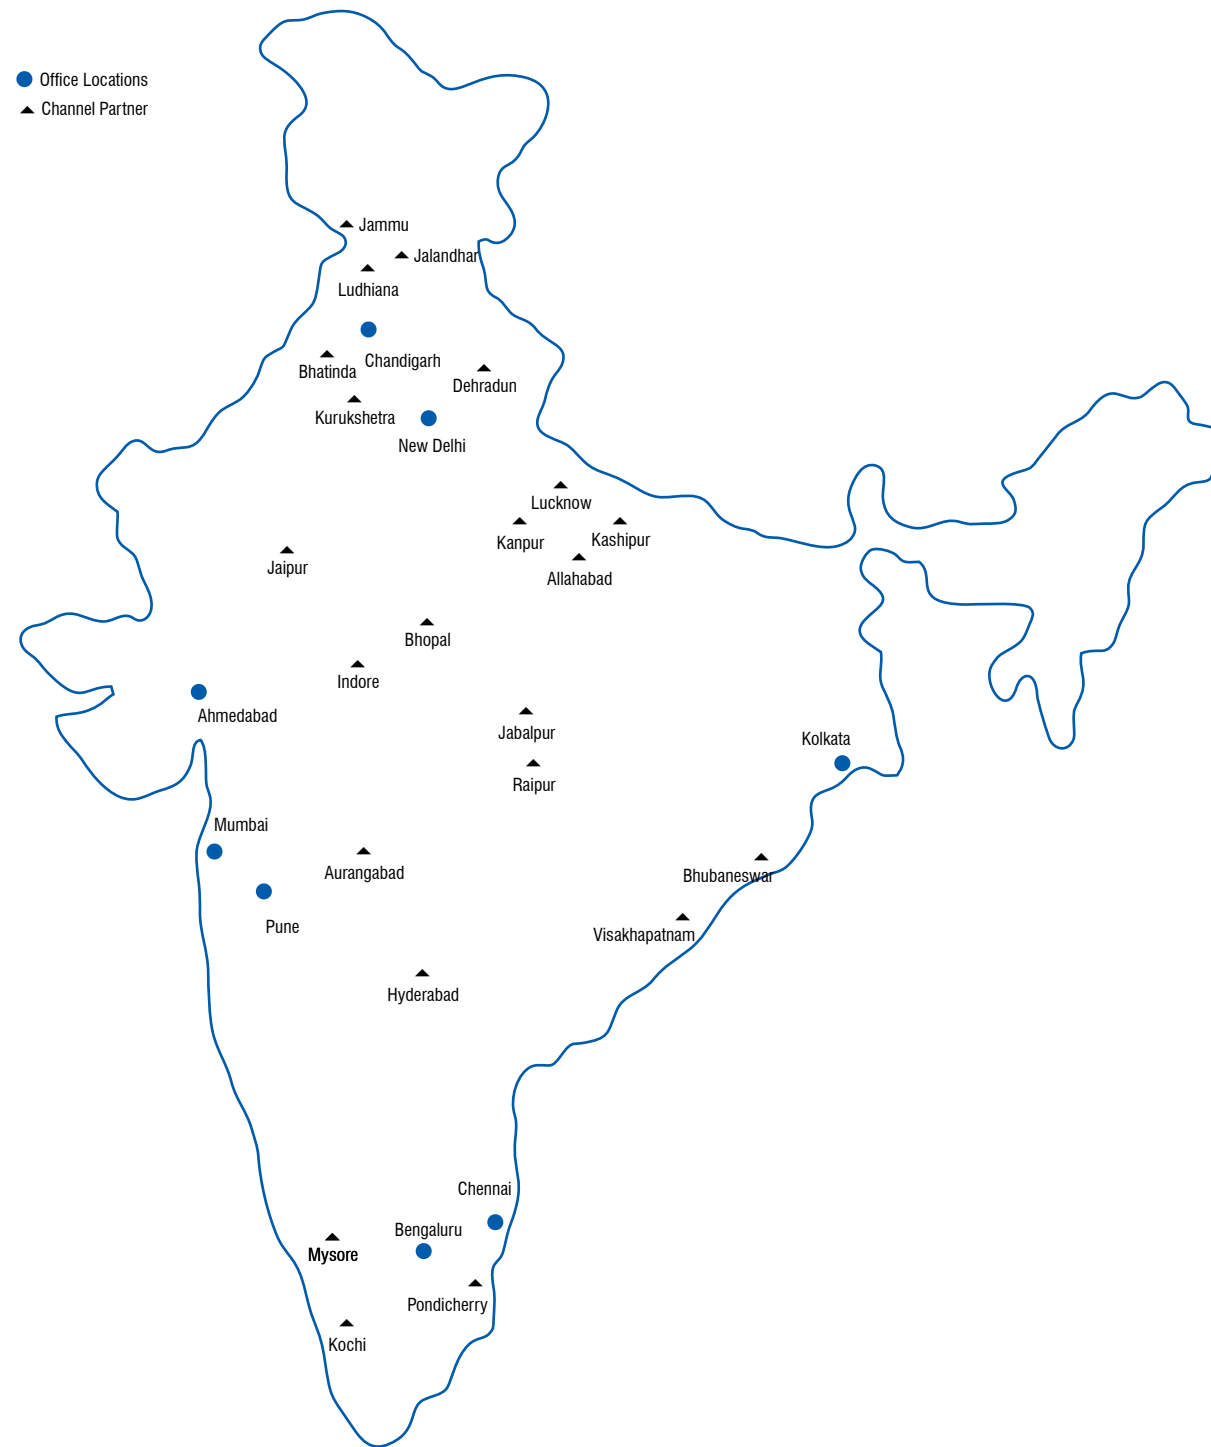 Office Locations
Channel Partner
Jammu
Jalandhar
Ludhiana
Chandigarh
Bhatinda
Dehradun
Kurukshetra
New Delhi
Lucknow
Kanpur
Kashipur
Jaipur
Allahabad
Bhopal
Indore
Ahmedabad
Jabalpur
Kolkata
Raipur
Mumbai
Aurangabad
Bhubaneswar
Pune
Visakhapatnam
Hyderabad
Chennai
Bengaluru
Mysore
Pondicherry
Kochi